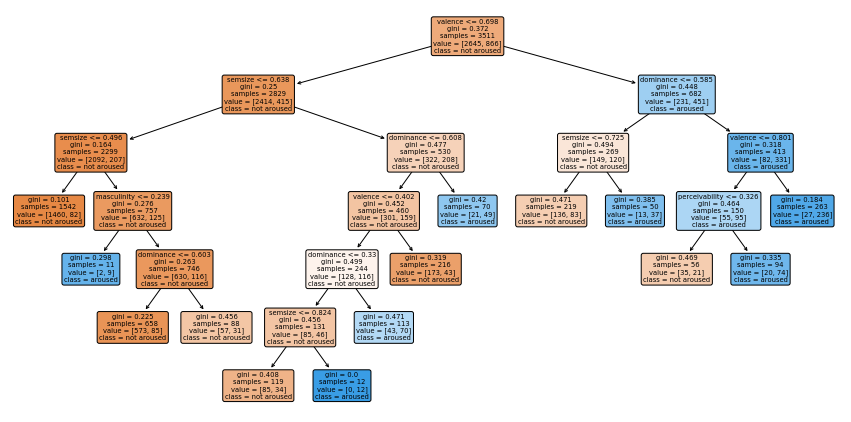 valence <= 0.698
gini = 0.372
samples = 3511
value = [2645, 866]
class = not aroused
semsize <= 0.638
gini = 0.25
samples = 2829
value = [2414, 415]
class = not aroused
dominance <= 0.585
gini = 0.448
samples = 682
value = [231, 451]
class = aroused
semsize <= 0.496
gini = 0.164
samples = 2299
value = [2092, 207]
class = not aroused
dominance <= 0.608
gini = 0.477
samples = 530
value = [322, 208]
class = not aroused
semsize <= 0.725
gini = 0.494
samples = 269
value = [149, 120]
class = not aroused
valence <= 0.801
gini = 0.318
samples = 413
value = [82, 331]
class = aroused
gini = 0.101
samples = 1542
value = [1460, 82]
class = not aroused
masculinity <= 0.239
gini = 0.276
samples = 757
value = [632, 125]
class = not aroused
valence <= 0.402
gini = 0.452
samples = 460
value = [301, 159]
class = not aroused
gini = 0.42
samples = 70
value = [21, 49]
class = aroused
gini = 0.471
samples = 219
value = [136, 83]
class = not aroused
gini = 0.385
samples = 50
value = [13, 37]
class = aroused
perceivability <= 0.326
gini = 0.464
samples = 150
value = [55, 95]
class = aroused
gini = 0.184
samples = 263
value = [27, 236]
class = aroused
gini = 0.298
samples = 11
value = [2, 9]
class = aroused
dominance <= 0.603
gini = 0.263
samples = 746
value = [630, 116]
class = not aroused
dominance <= 0.33
gini = 0.499
samples = 244
value = [128, 116]
class = not aroused
gini = 0.319
samples = 216
value = [173, 43]
class = not aroused
gini = 0.469
samples = 56
value = [35, 21]
class = not aroused
gini = 0.335
samples = 94
value = [20, 74]
class = aroused
gini = 0.225
samples = 658
value = [573, 85]
class = not aroused
gini = 0.456
samples = 88
value = [57, 31]
class = not aroused
semsize <= 0.824
gini = 0.456
samples = 131
value = [85, 46]
class = not aroused
gini = 0.471
samples = 113
value = [43, 70]
class = aroused
gini = 0.408
samples = 119
value = [85, 34]
class = not aroused
gini = 0.0
samples = 12
value = [0, 12]
class = aroused